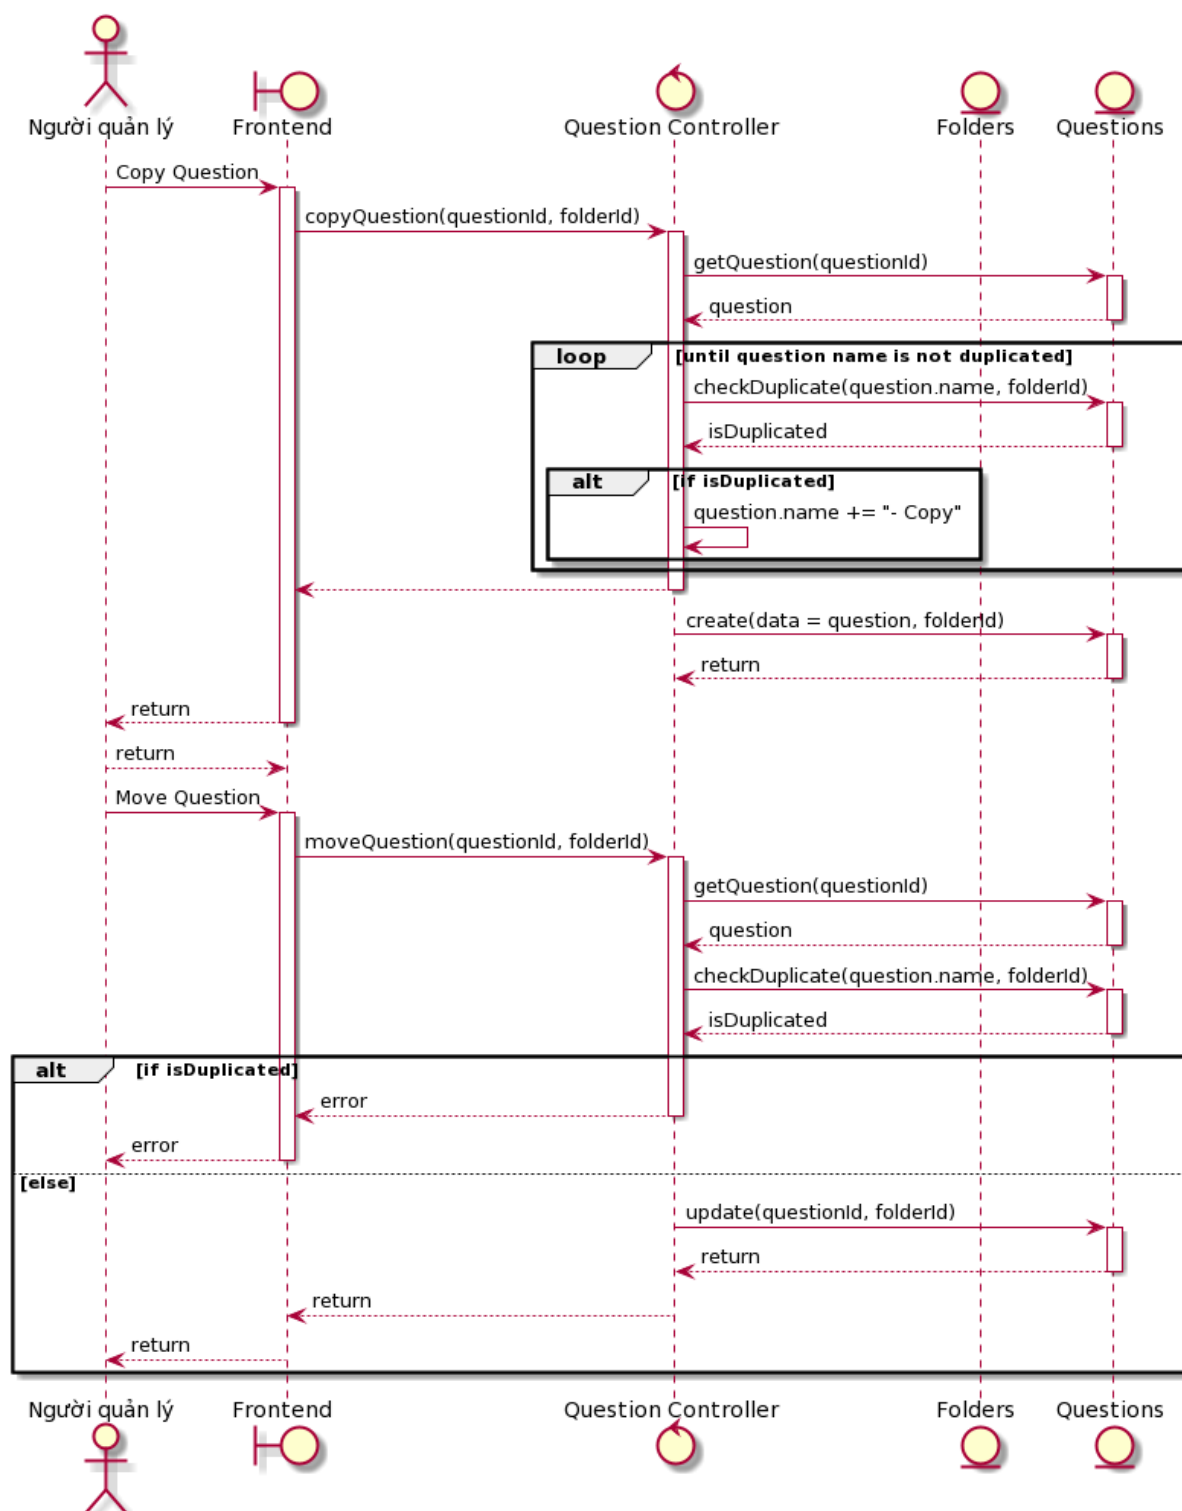 Người quản lý
Frontend
Question Controller
Folders
Questions
Copy Question
copyQuestion(questionId, folderId)
getQuestion(questionId)
question
loop
[until question name is not duplicated]
checkDuplicate(question.name, folderId)
isDuplicated
alt
[if isDuplicated]
question.name += "- Copy"
create(data = question, folderId)
return
return
return
Move Question
moveQuestion(questionId, folderId)
getQuestion(questionId)
question
checkDuplicate(question.name, folderId)
isDuplicated
alt
[if isDuplicated]
error
error
[else]
update(questionId, folderId)
return
return
return
Người quản lý
Frontend
Question Controller
Folders
Questions